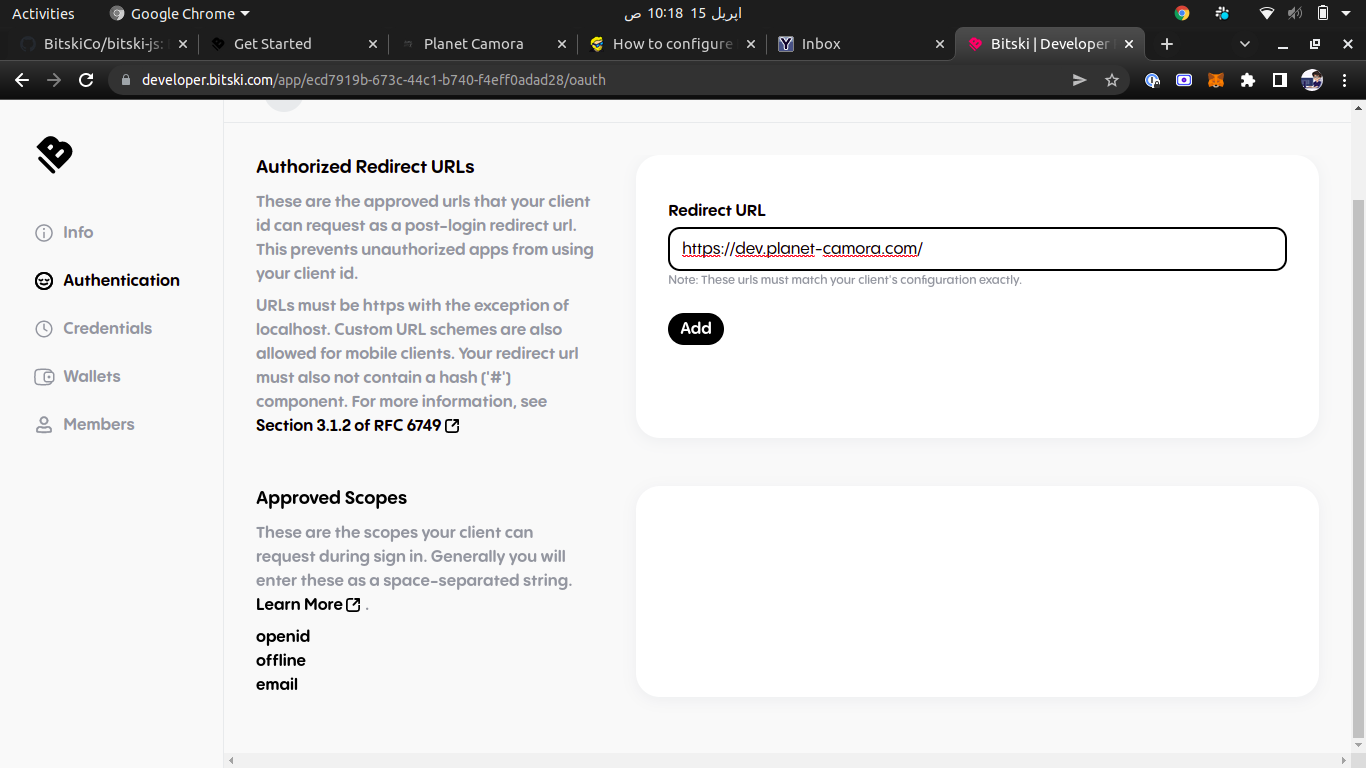 Activities
Google Chrome
ص 10:18 ‎15 اپریل
BitskiCo/bitski-js:
Get Started
Planet Camora
How to configure
Inbox
Bitski | Developer
developer.bitski.com/app/ecd7919b-673c-44c1-b740-f4eff0adad28/oauth
Info
Authentication
Credentials
Wallets
Members
Authorized Redirect URLs
These are the approved urls that your client
id can request as a post-login redirect url.
This prevents unauthorized apps from using
your client id.
URLs must be https with the exception of
localhost. Custom URL schemes are also
allowed for mobile clients. Your redirect url
must also not contain a hash ('#')
component. For more information, see
Section 3.1.2 of RFC 6749
Redirect URL
https://dev.planet-camora.com/
Note: These urls must match your client's configuration exactly.
Add
Approved Scopes
These are the scopes your client can
request during sign in. Generally you will
enter these as a space-separated string.
Learn More .
openid
offline
email